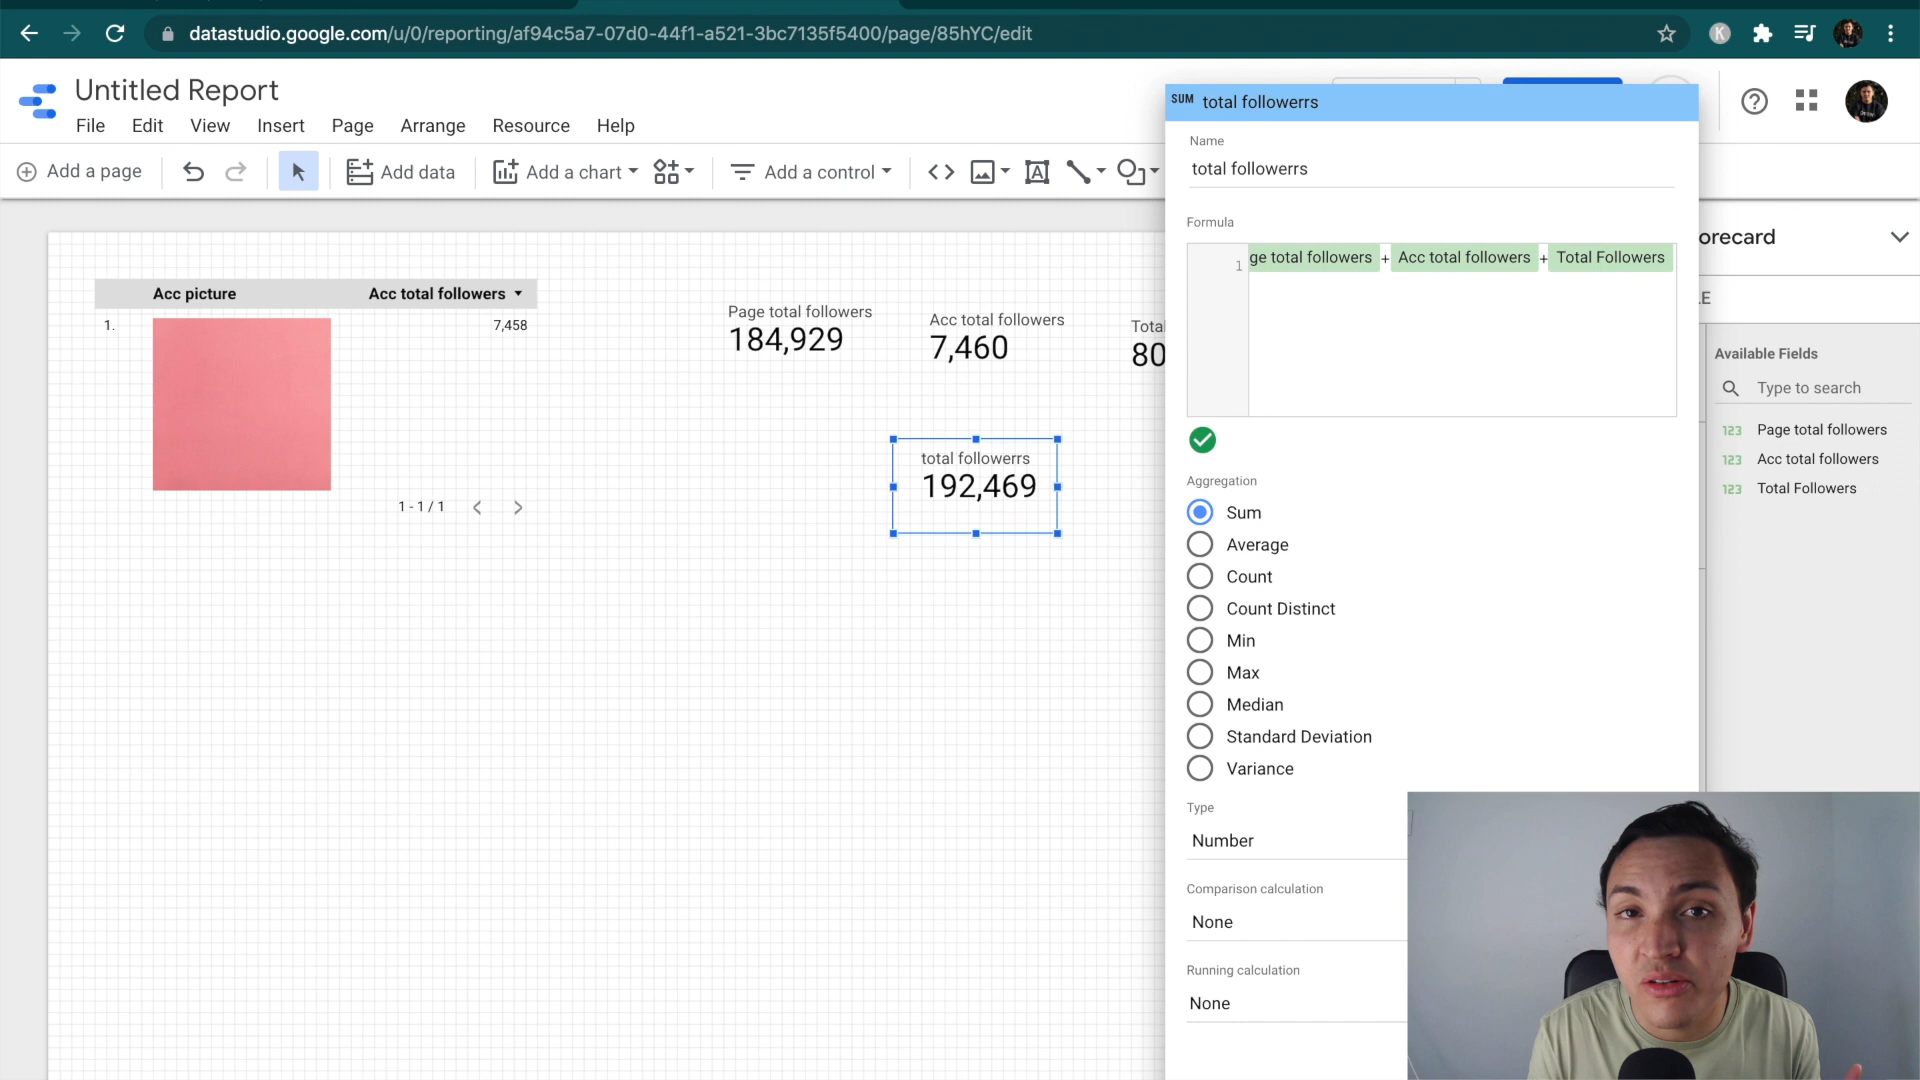 datastudio.google.com/u/0/reporting/af94c5a7-07d0-44f1-a521-3bc7135f5400/page/85hYC/edit
K
Untitled Report
File Edit View Insert Page Arrange Resource Help
Add a page
Add data
Add a chart
Add a control
Acc picture Acc total followers
1. 7,458
1 - 1 / 1
Page total followers
184,929
Acc total followers
7,460
Total
80
total followerrs
192,469
SUM total followerrs
Name
total followerrs
Formula
1 ge total followers + Acc total followers + Total Followers
Aggregation
Sum
Average
Count
Count Distinct
Min
Max
Median
Standard Deviation
Variance
Type
Number
Comparison calculation
None
Running calculation
None
orecard
LE
Available Fields
Type to search
123 Page total followers
123 Acc total followers
123 Total Followers